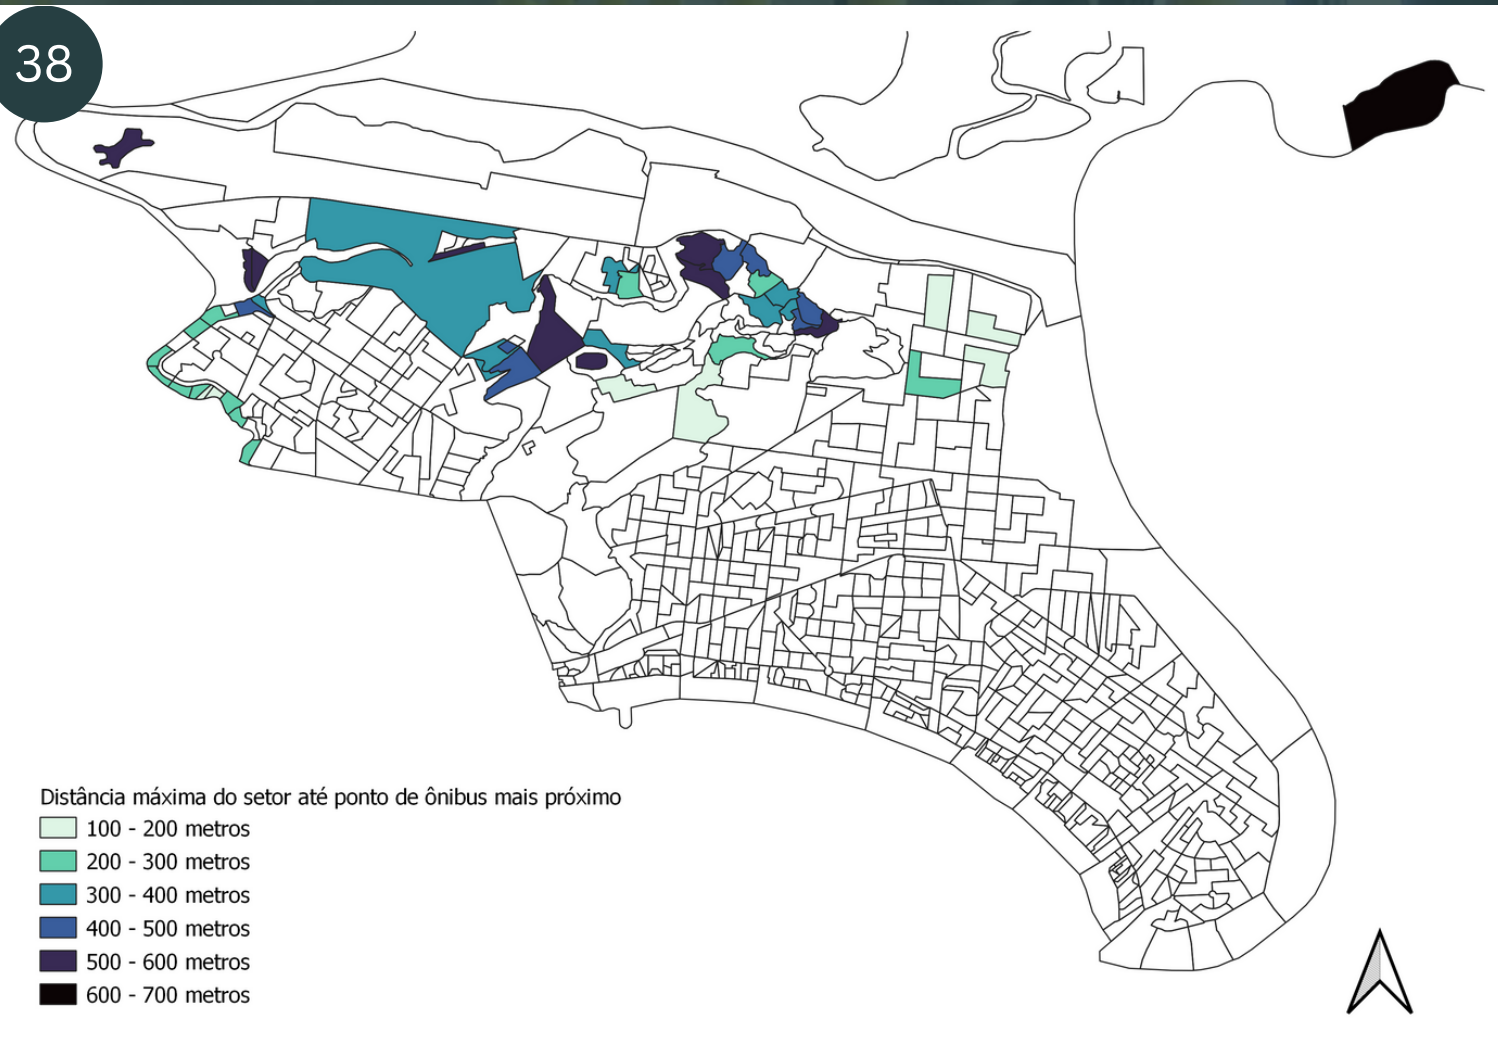 38
Distância máxima do setor até ponto de ônibus mais próximo
100 - 200 metros
200 - 300 metros
300 - 400 metros
400 - 500 metros
500 - 600 metros
600 - 700 metros